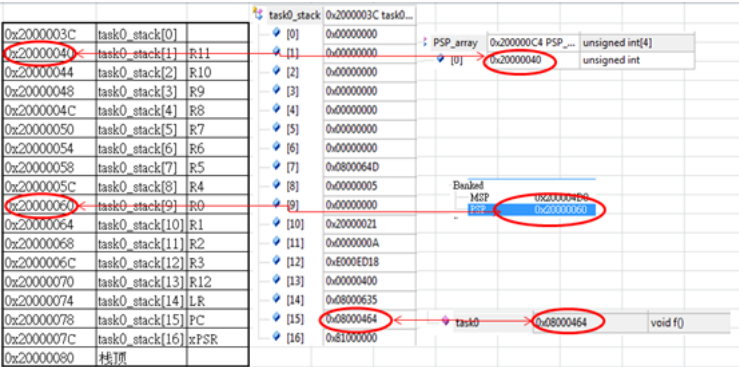 task0_stack 0x2000003C task0...
0x2000003C task0_stack[0] [0] 0x00000000
PSP_array 0x200000C4 PSP_... unsigned int[4]
0x20000040 task0_stack[1] R11 [1] 0x00000000
[0] 0x20000040 unsigned int
0x20000044 task0_stack[2] R10 [2] 0x00000000
0x20000048 task0_stack[3] R9 [3] 0x00000000
0x2000004C task0_stack[4] R8 [4] 0x00000000
0x20000050 task0_stack[5] R7 [5] 0x00000000
0x20000054 task0_stack[6] R6 [6] 0x00000000
0x20000058 task0_stack[7] R5 [7] 0x0800064D
0x2000005C task0_stack[8] R4 [8] 0x00000005
Banked
MSP 0x200004D0
0x20000060 task0_stack[9] R0 [9] 0x00000000
PSP 0x20000060
0x20000064 task0_stack[10] R1 [10] 0x20000021
0x20000068 task0_stack[11] R2 [11] 0x0000000A
0x2000006C task0_stack[12] R3 [12] 0xE000ED18
0x20000070 task0_stack[13] R12 [13] 0x00000400
0x20000074 task0_stack[14] LR [14] 0x08000635
0x20000078 task0_stack[15] PC [15] 0x08000464
task0 0x08000464 void f()
0x2000007C task0_stack[16] xPSR [16] 0x81000000
0x20000080 栈顶